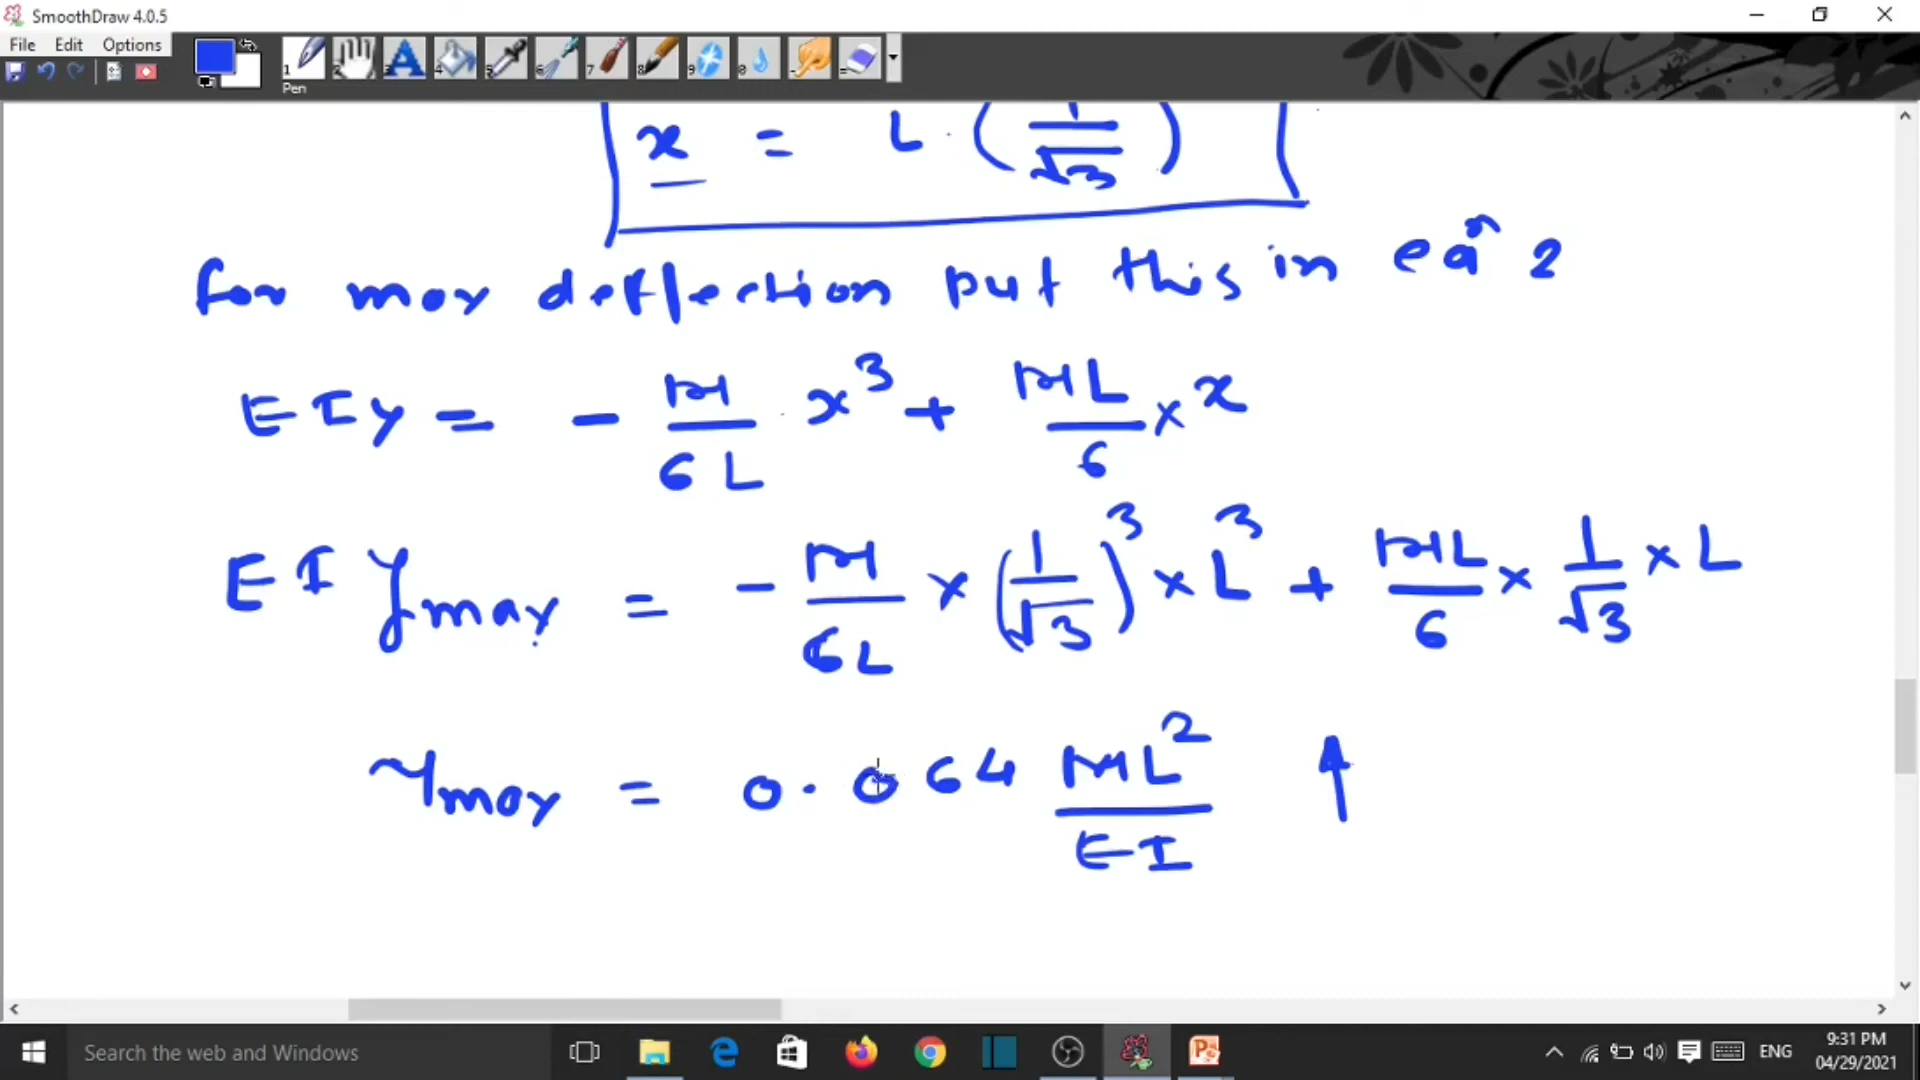 SmoothDraw 4.0.5
File Edit Options
Pen
x = L · (1/√3)
for max deflection put this in eqⁿ 2
EIy = - M/6L · x³ + ML/6 × x
EI ymax = - M/6L × (1/√3)³ × L³ + ML/6 × 1/√3 × L
ymax = 0.064 ML²/EI ↑
Search the web and Windows
ENG
9:31 PM
04/29/2021